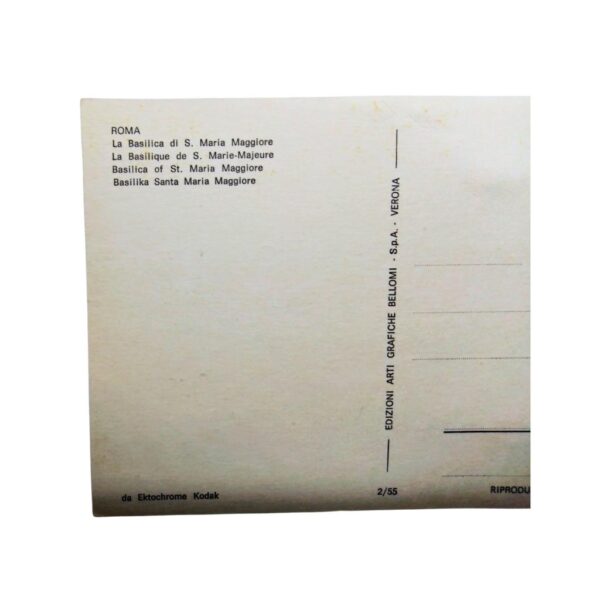 ROMA
La Basilica di S. Maria Maggiore
La Basilique de S. Marie-Majeure
Basilica of St. Maria Maggiore
Basilika Santa Maria Maggiore
EDIZIONI ARTI GRAFICHE BELLOMI - S.p.A. - VERONA
da Ektochrome Kodak
2/55
RIPRODU